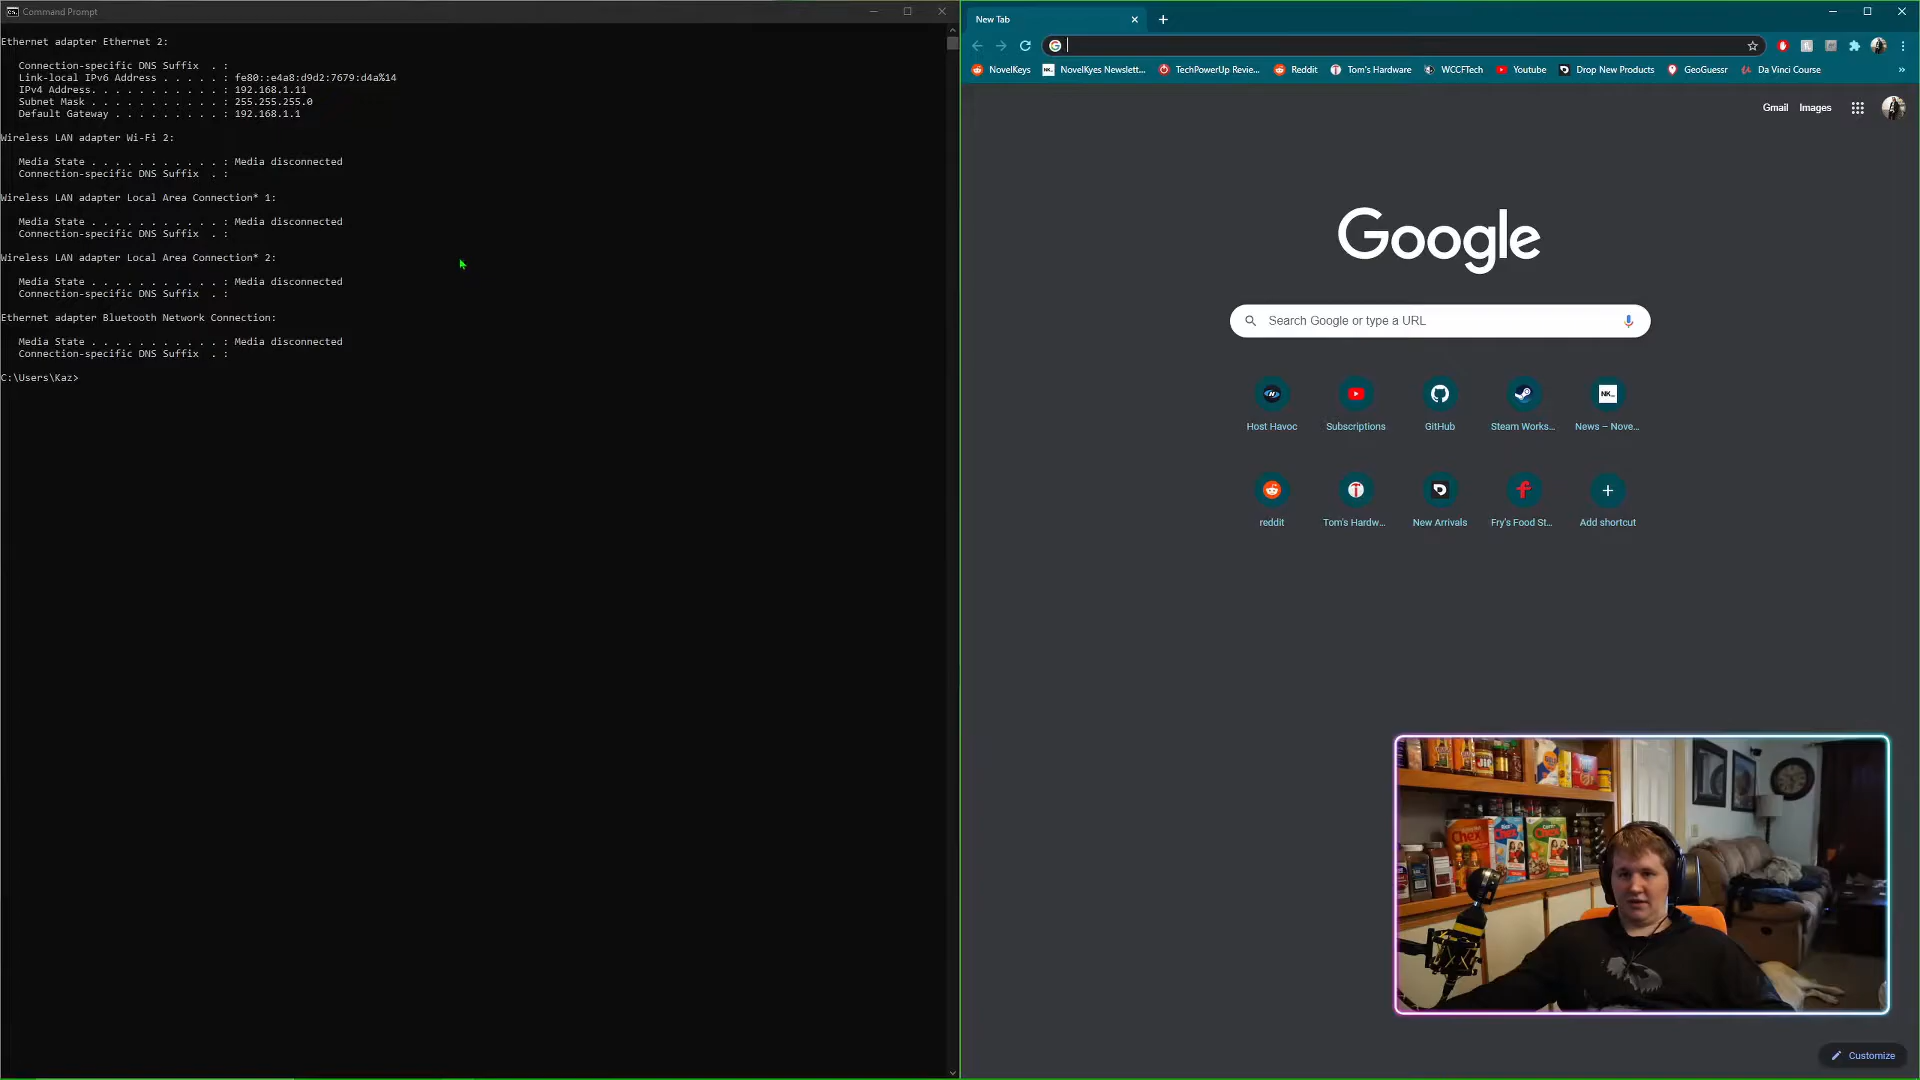 Command Prompt
Ethernet adapter Ethernet 2:
Connection-specific DNS Suffix . :
Link-local IPv6 Address . . . . . : fe80::e4a8:d9d2:7679:d4a%14
IPv4 Address. . . . . . . . . . . : 192.168.1.11
Subnet Mask . . . . . . . . . . . : 255.255.255.0
Default Gateway . . . . . . . . . : 192.168.1.1
Wireless LAN adapter Wi-Fi 2:
Media State . . . . . . . . . . . : Media disconnected
Connection-specific DNS Suffix . :
Wireless LAN adapter Local Area Connection* 1:
Media State . . . . . . . . . . . : Media disconnected
Connection-specific DNS Suffix . :
Wireless LAN adapter Local Area Connection* 2:
Media State . . . . . . . . . . . : Media disconnected
Connection-specific DNS Suffix . :
Ethernet adapter Bluetooth Network Connection:
Media State . . . . . . . . . . . : Media disconnected
Connection-specific DNS Suffix . :
C:\Users\Kaz>
New Tab
NovelKeys NK_ NovelKyes Newslett... TechPowerUp Revie... Reddit Tom's Hardware WCCFTech Youtube Drop New Products GeoGuessr Da Vinci Course »
Gmail Images
Google
Search Google or type a URL
NK_
Host Havoc Subscriptions GitHub Steam Works... News – Nove...
reddit Tom's Hardw... New Arrivals Fry's Food St... Add shortcut
Jif
Chex Chex Chex
Customize